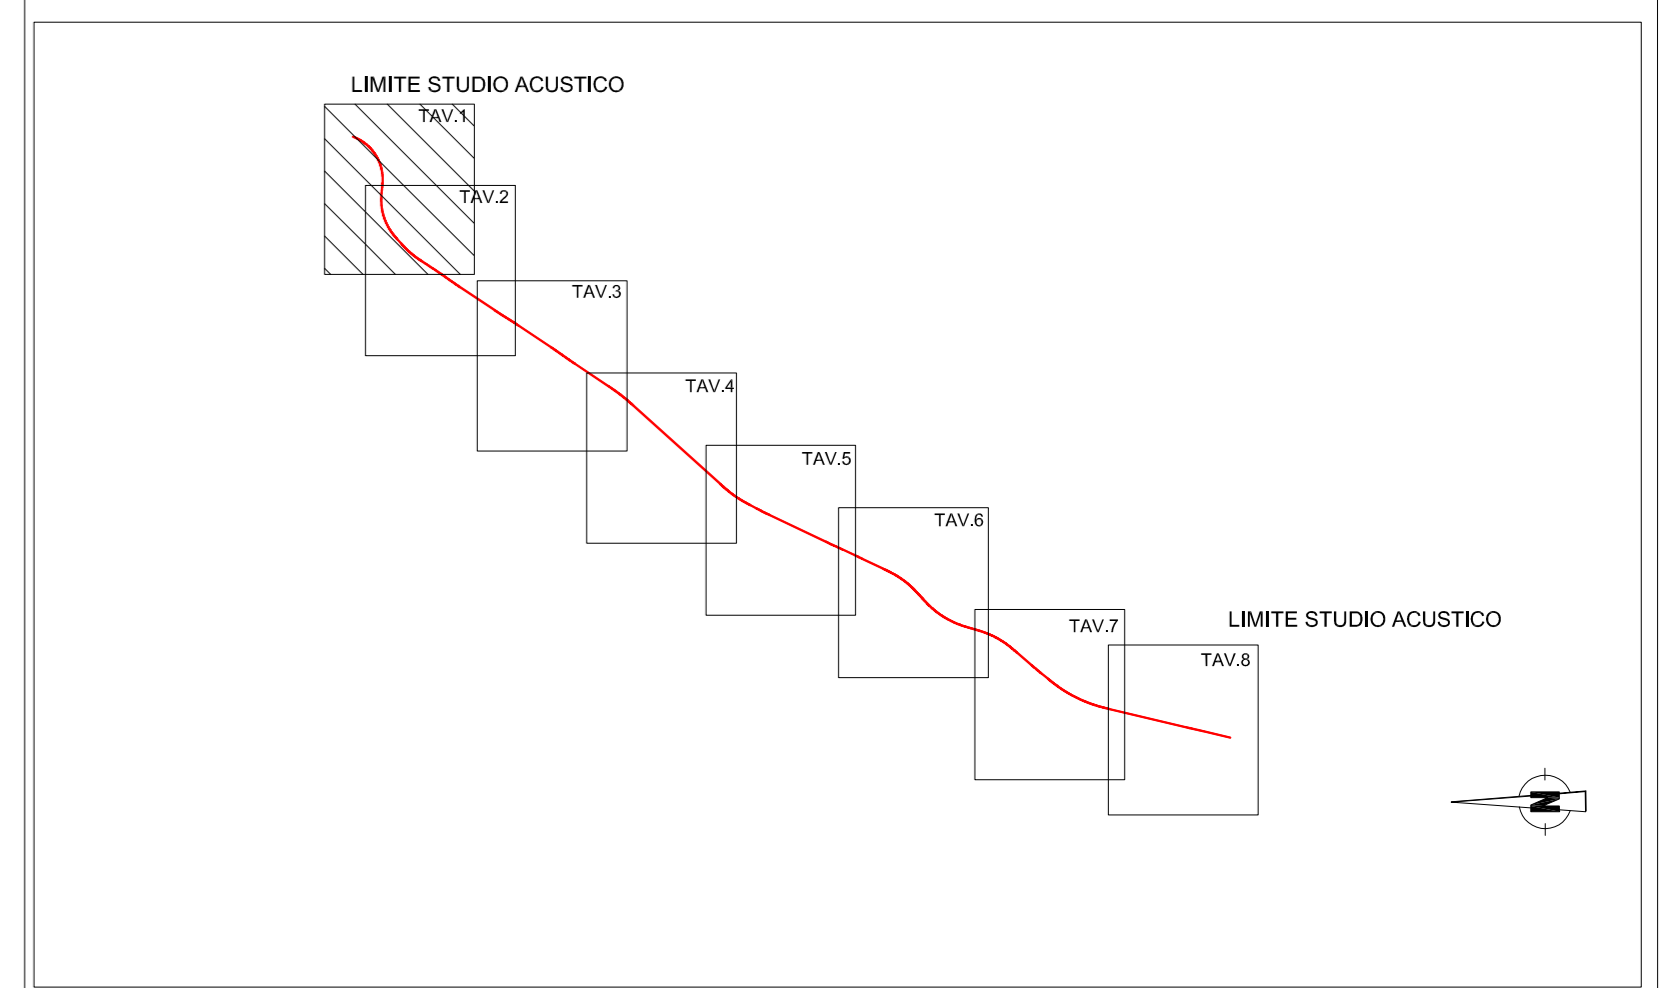 LIMITE STUDIO ACUSTICO
TAV.1
TAV.2
TAV.3
TAV.4
TAV.5
TAV.6
LIMITE STUDIO ACUSTICO
TAV.7
TAV.8
N